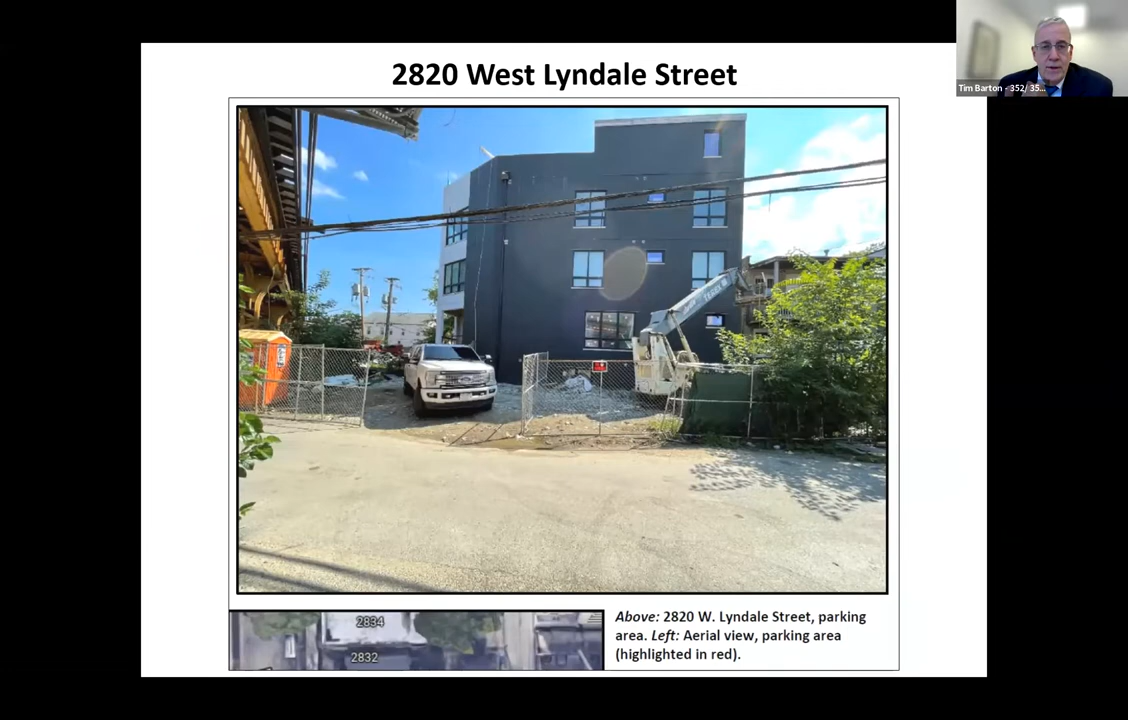 2820 West Lyndale Street
Tim Barton - 352/ 35...
TEREX
2834
2832
Above: 2820 W. Lyndale Street, parking
area. Left: Aerial view, parking area
(highlighted in red).